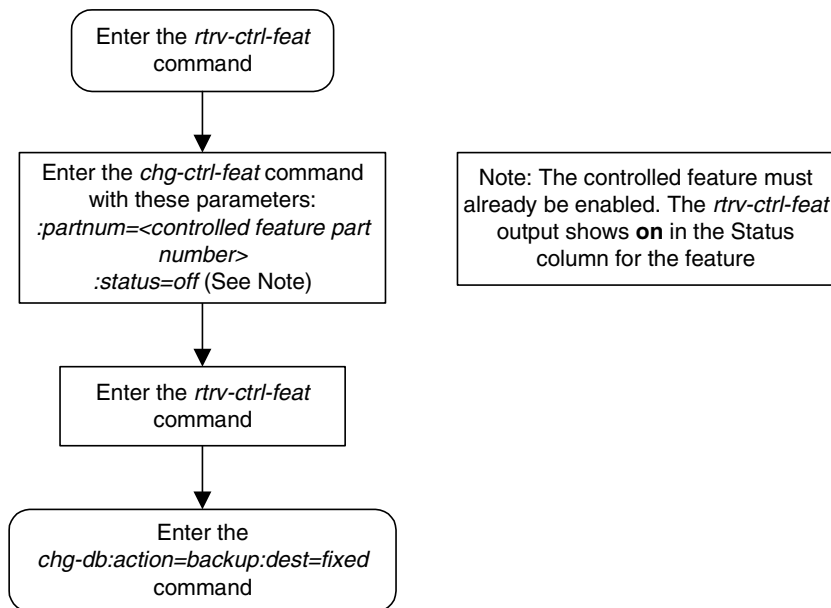 Enter the rtrv-ctrl-feat
command
Enter the chg-ctrl-feat command
with these parameters:
:partnum=<controlled feature part
number>
:status=off (See Note)
Note: The controlled feature must
already be enabled. The rtrv-ctrl-feat
output shows on in the Status
column for the feature
Enter the rtrv-ctrl-feat
command
Enter the
chg-db:action=backup:dest=fixed
command